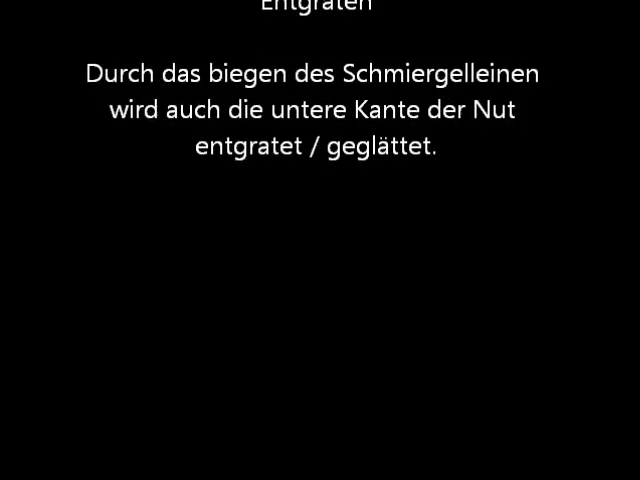 Entgraten
Durch das biegen des Schmiergelleinen
wird auch die untere Kante der Nut
entgratet / geglättet.